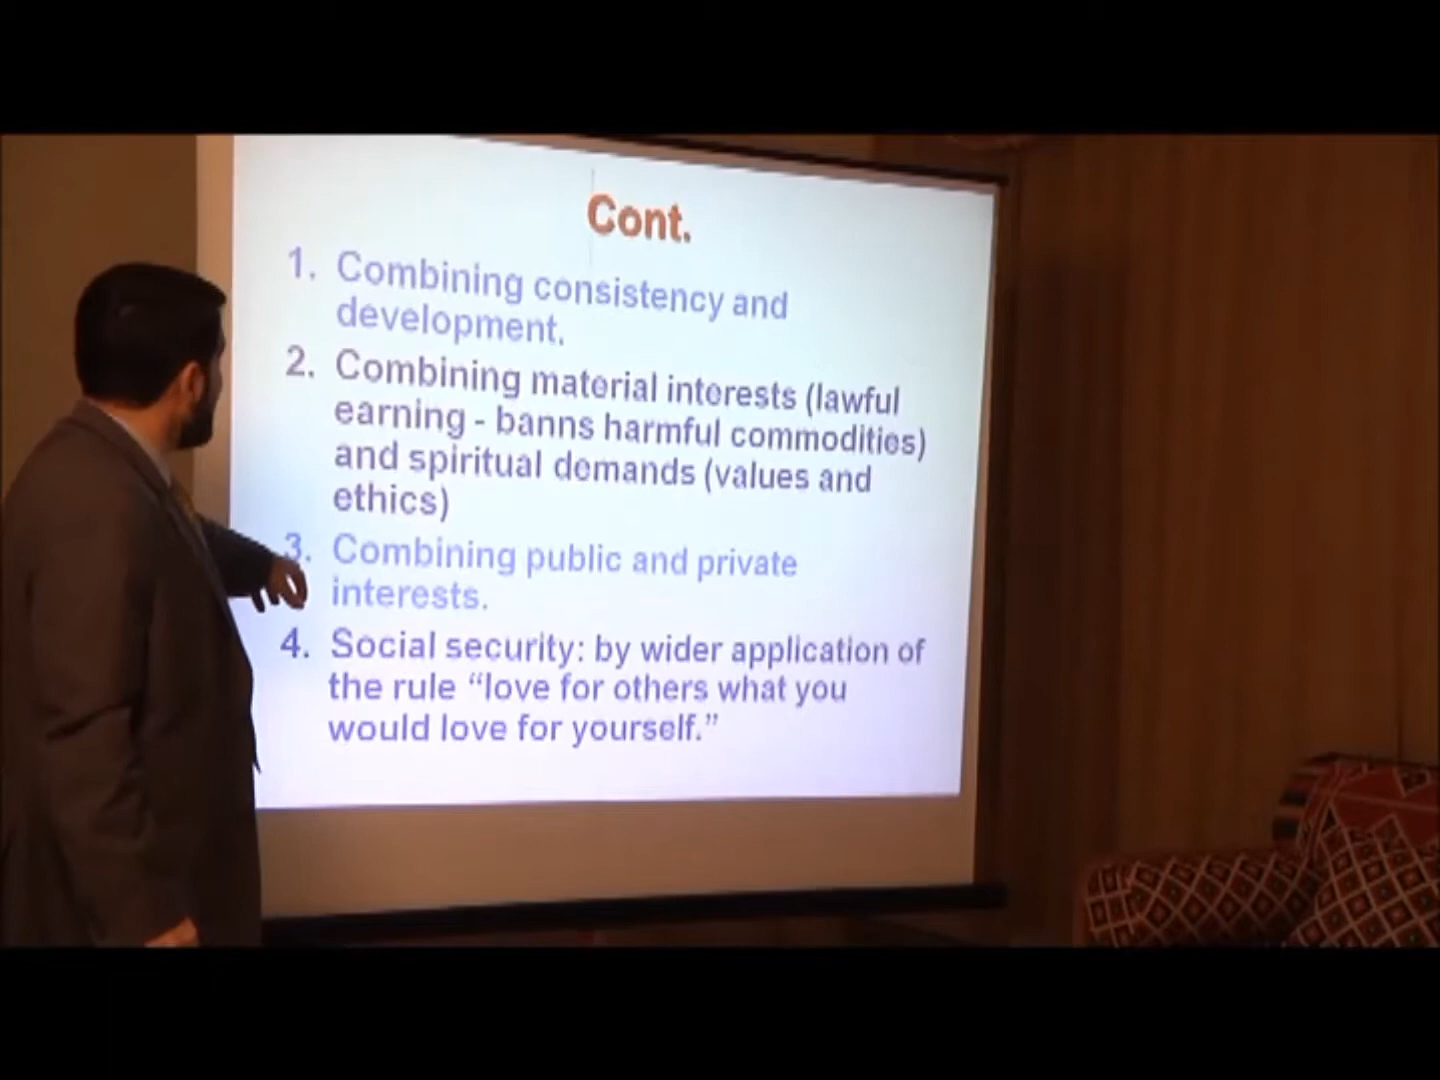 Cont.
1. Combining consistency and
development.
2. Combining material interests (lawful
earning - banns harmful commodities)
and spiritual demands (values and
ethics)
3. Combining public and private
interests.
4. Social security: by wider application of
the rule “love for others what you
would love for yourself.”